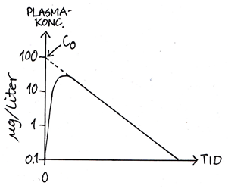 PLASMA-
KONC.
C₀
µg/liter
100
10
1
0.1
0
TID